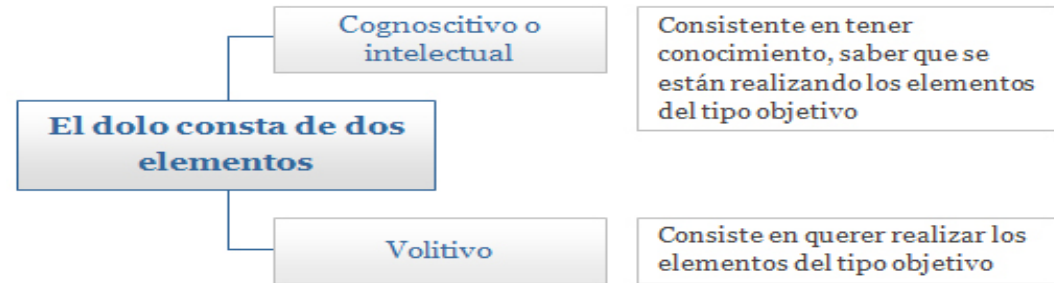 Cognoscitivo o
intelectual
Consistente en tener
conocimiento, saber que se
están realizando los elementos
del tipo objetivo
El dolo consta de dos
elementos
Volitivo
Consiste en querer realizar los
elementos del tipo objetivo